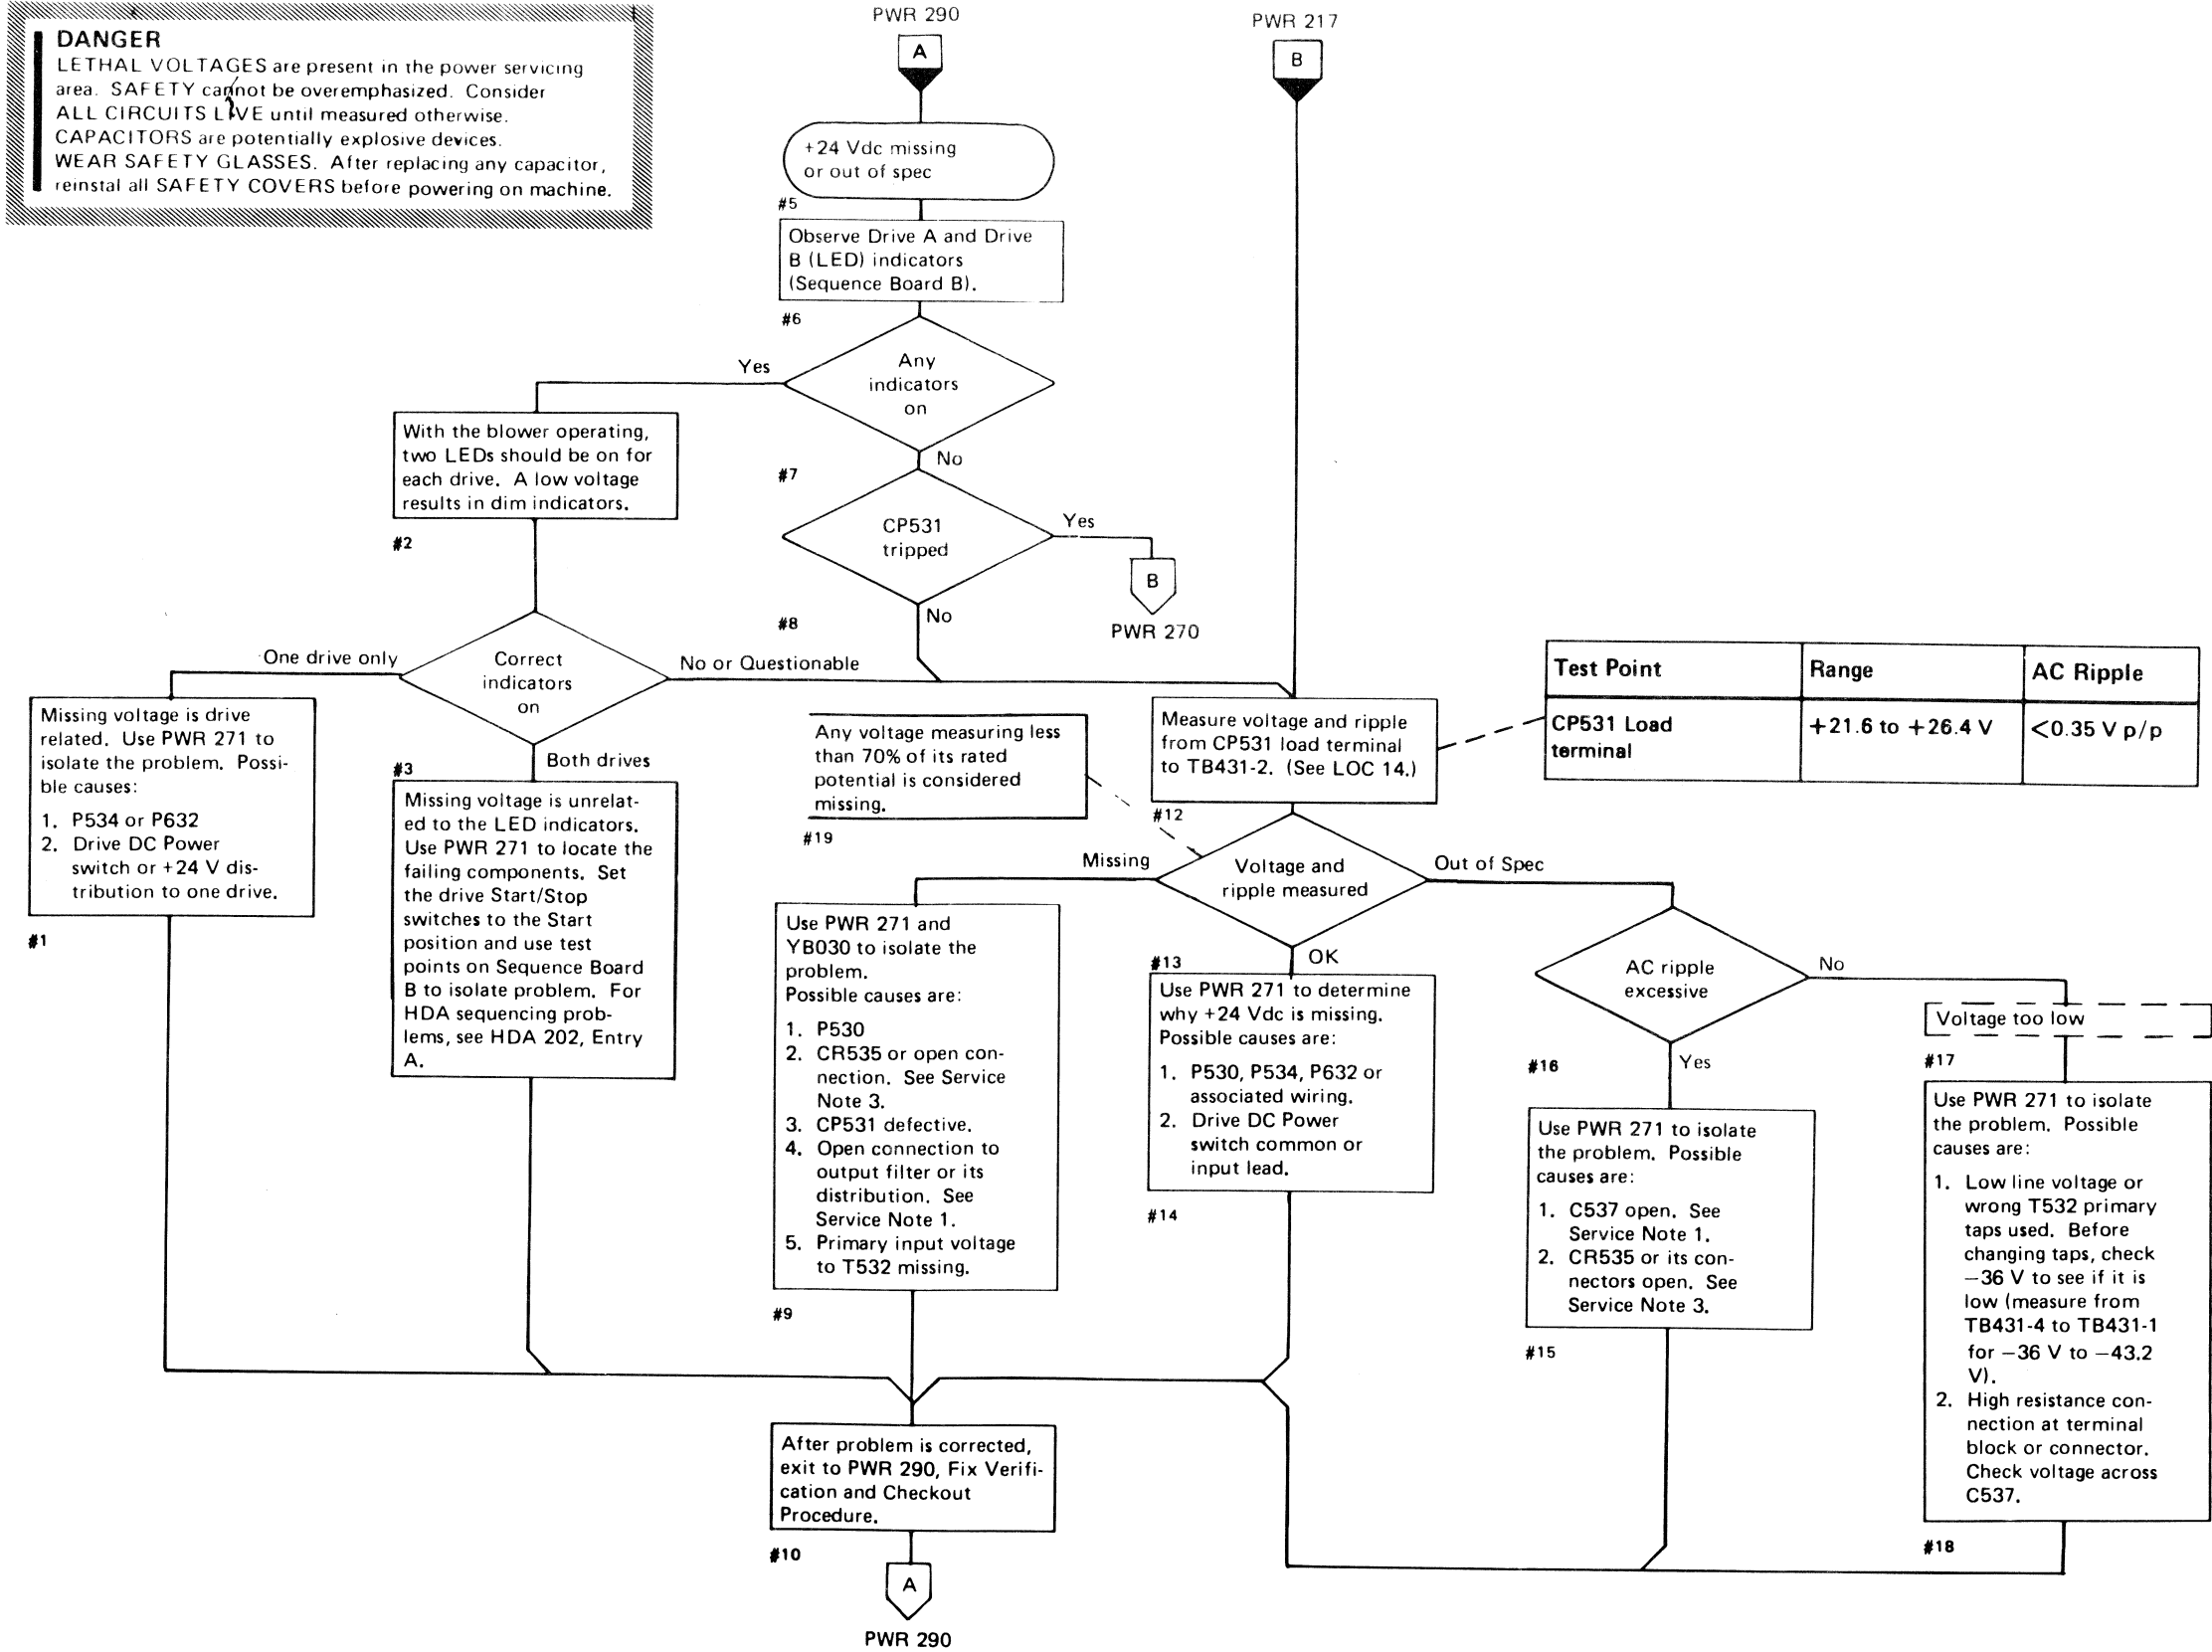 DANGER
LETHAL VOLTAGES are present in the power servicing
area. SAFETY cannot be overemphasized. Consider
ALL CIRCUITS LIVE until measured otherwise.
CAPACITORS are potentially explosive devices.
WEAR SAFETY GLASSES. After replacing any capacitor,
reinstal all SAFETY COVERS before powering on machine.
PWR 290
A
PWR 217
B
+24 Vdc missing
or out of spec
#5
Observe Drive A and Drive
B (LED) indicators
(Sequence Board B).
#6
Any
indicators
on
Yes
No
With the blower operating,
two LEDs should be on for
each drive. A low voltage
results in dim indicators.
#2
#7
CP531
tripped
Yes
B
PWR 270
No
#8
One drive only
Correct
indicators
on
No or Questionable
Both drives
Missing voltage is drive
related. Use PWR 271 to
isolate the problem. Possi-
ble causes:
1. P534 or P632
2. Drive DC Power
switch or +24 V dis-
tribution to one drive.
#1
#3
Missing voltage is unrelat-
ed to the LED indicators.
Use PWR 271 to locate the
failing components. Set
the drive Start/Stop
switches to the Start
position and use test
points on Sequence Board
B to isolate problem. For
HDA sequencing prob-
lems, see HDA 202, Entry
A.
Any voltage measuring less
than 70% of its rated
potential is considered
missing.
#19
Measure voltage and ripple
from CP531 load terminal
to TB431-2. (See LOC 14.)
#12
Test Point Range AC Ripple
CP531 Load
terminal
+21.6 to +26.4 V <0.35 V p/p
Missing
Voltage and
ripple measured
Out of Spec
OK
Use PWR 271 and
YB030 to isolate the
problem.
Possible causes are:
1. P530
2. CR535 or open con-
nection. See Service
Note 3.
3. CP531 defective.
4. Open connection to
output filter or its
distribution. See
Service Note 1.
5. Primary input voltage
to T532 missing.
#9
#13
Use PWR 271 to determine
why +24 Vdc is missing.
Possible causes are:
1. P530, P534, P632 or
associated wiring.
2. Drive DC Power
switch common or
input lead.
#14
AC ripple
excessive
No
Yes
#16
Use PWR 271 to isolate
the problem. Possible
causes are:
1. C537 open. See
Service Note 1.
2. CR535 or its con-
nectors open. See
Service Note 3.
#15
Voltage too low
#17
Use PWR 271 to isolate
the problem. Possible
causes are:
1. Low line voltage or
wrong T532 primary
taps used. Before
changing taps, check
−36 V to see if it is
low (measure from
TB431-4 to TB431-1
for −36 V to −43.2
V).
2. High resistance con-
nection at terminal
block or connector.
Check voltage across
C537.
#18
After problem is corrected,
exit to PWR 290, Fix Verifi-
cation and Checkout
Procedure.
#10
A
PWR 290